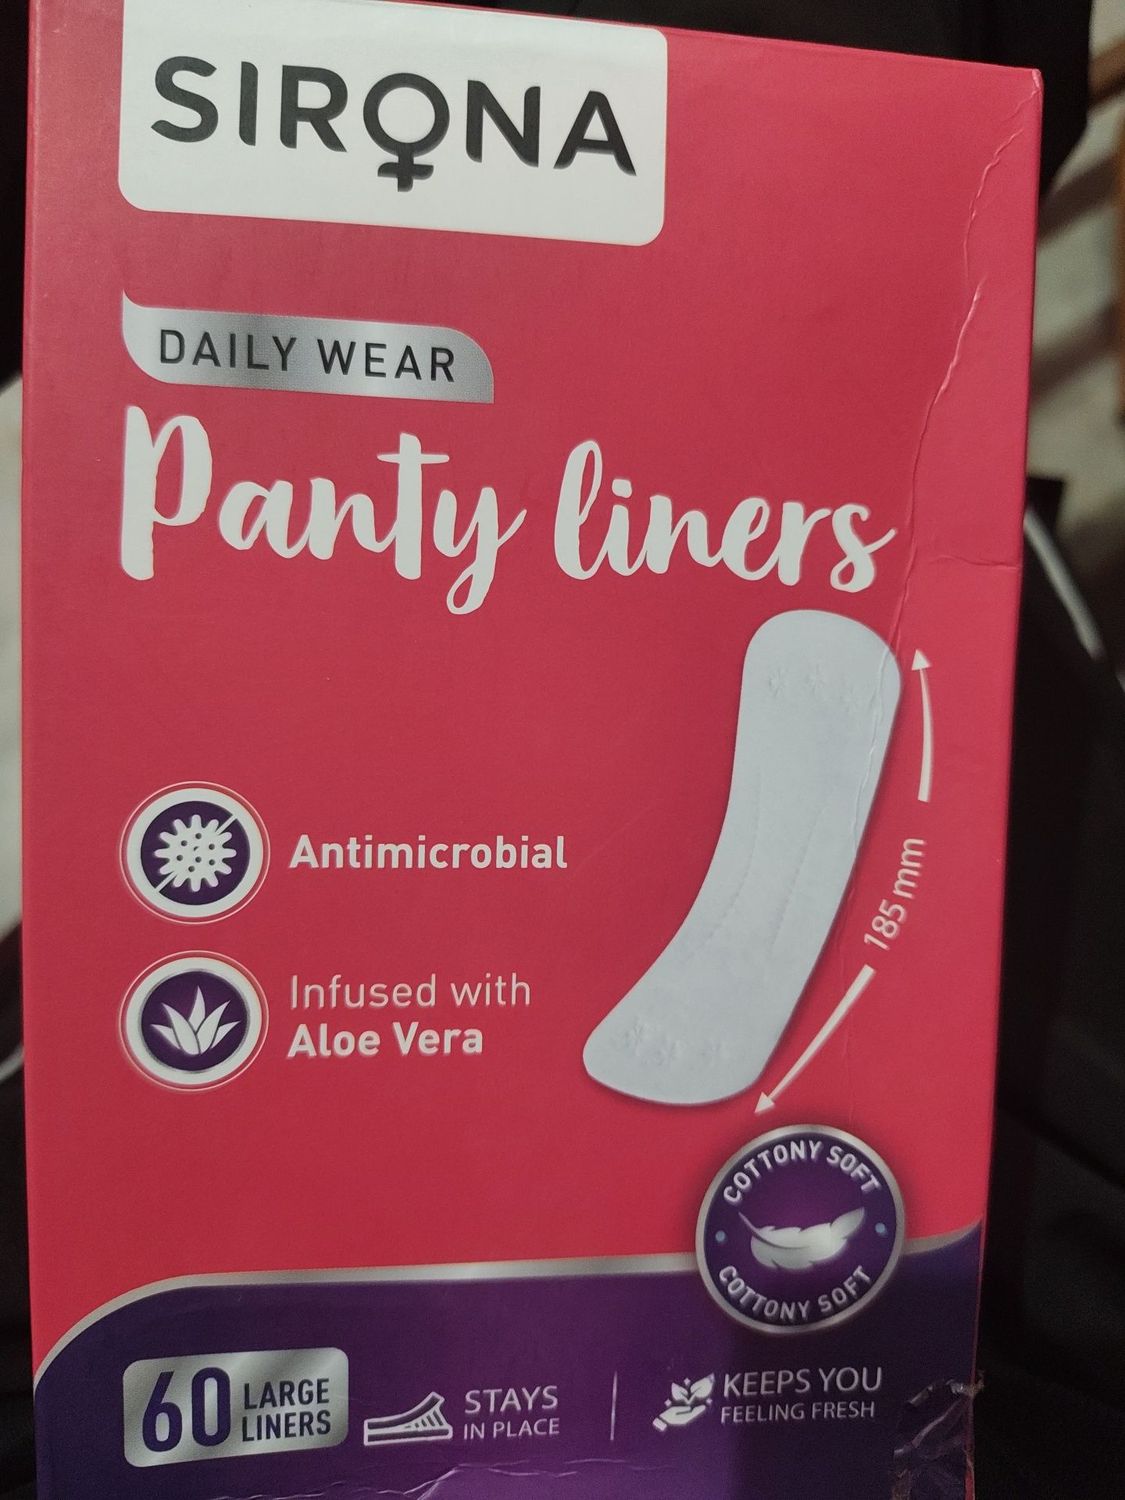 SIRONA
DAILY WEAR
Panty liners
Antimicrobial
Infused with
Aloe Vera
185 mm
COTTONY SOFT
COTTONY SOFT
60 LARGE
LINERS
STAYS
IN PLACE
KEEPS YOU
FEELING FRESH